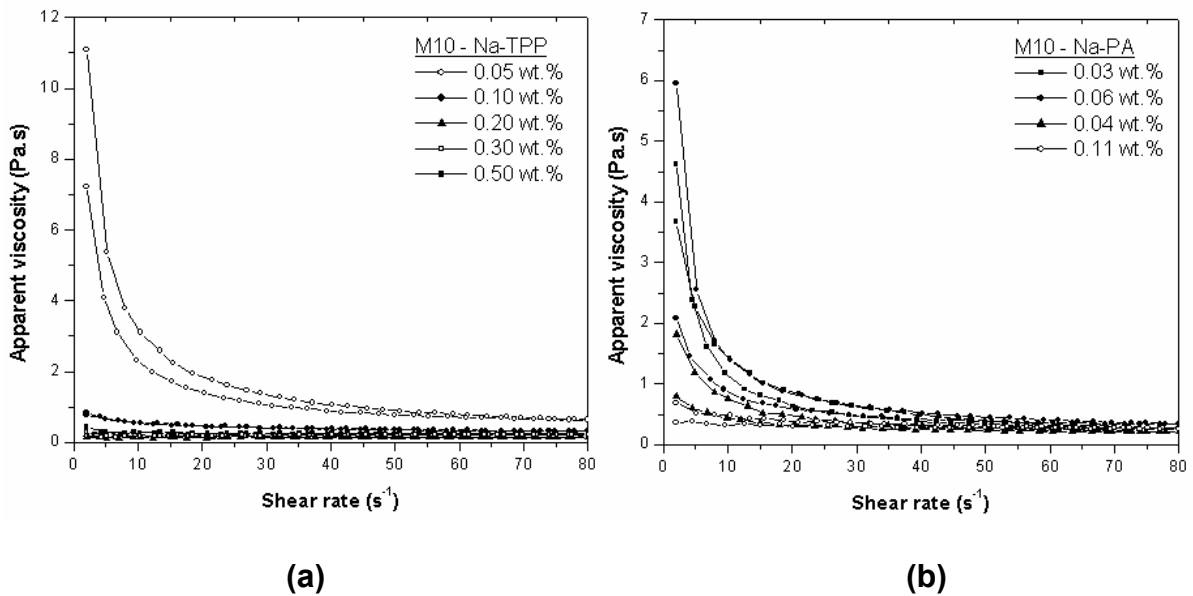 12
10
8
6
4
2
0
Apparent viscosity (Pa.s)
M10 - Na-TPP
0.05 wt.%
0.10 wt.%
0.20 wt.%
0.30 wt.%
0.50 wt.%
0 10 20 30 40 50 60 70 80
Shear rate (s⁻¹)
(a)
7
6
5
4
3
2
1
0
Apparent viscosity (Pa.s)
M10 - Na-PA
0.03 wt.%
0.06 wt.%
0.04 wt.%
0.11 wt.%
0 10 20 30 40 50 60 70 80
Shear rate (s⁻¹)
(b)